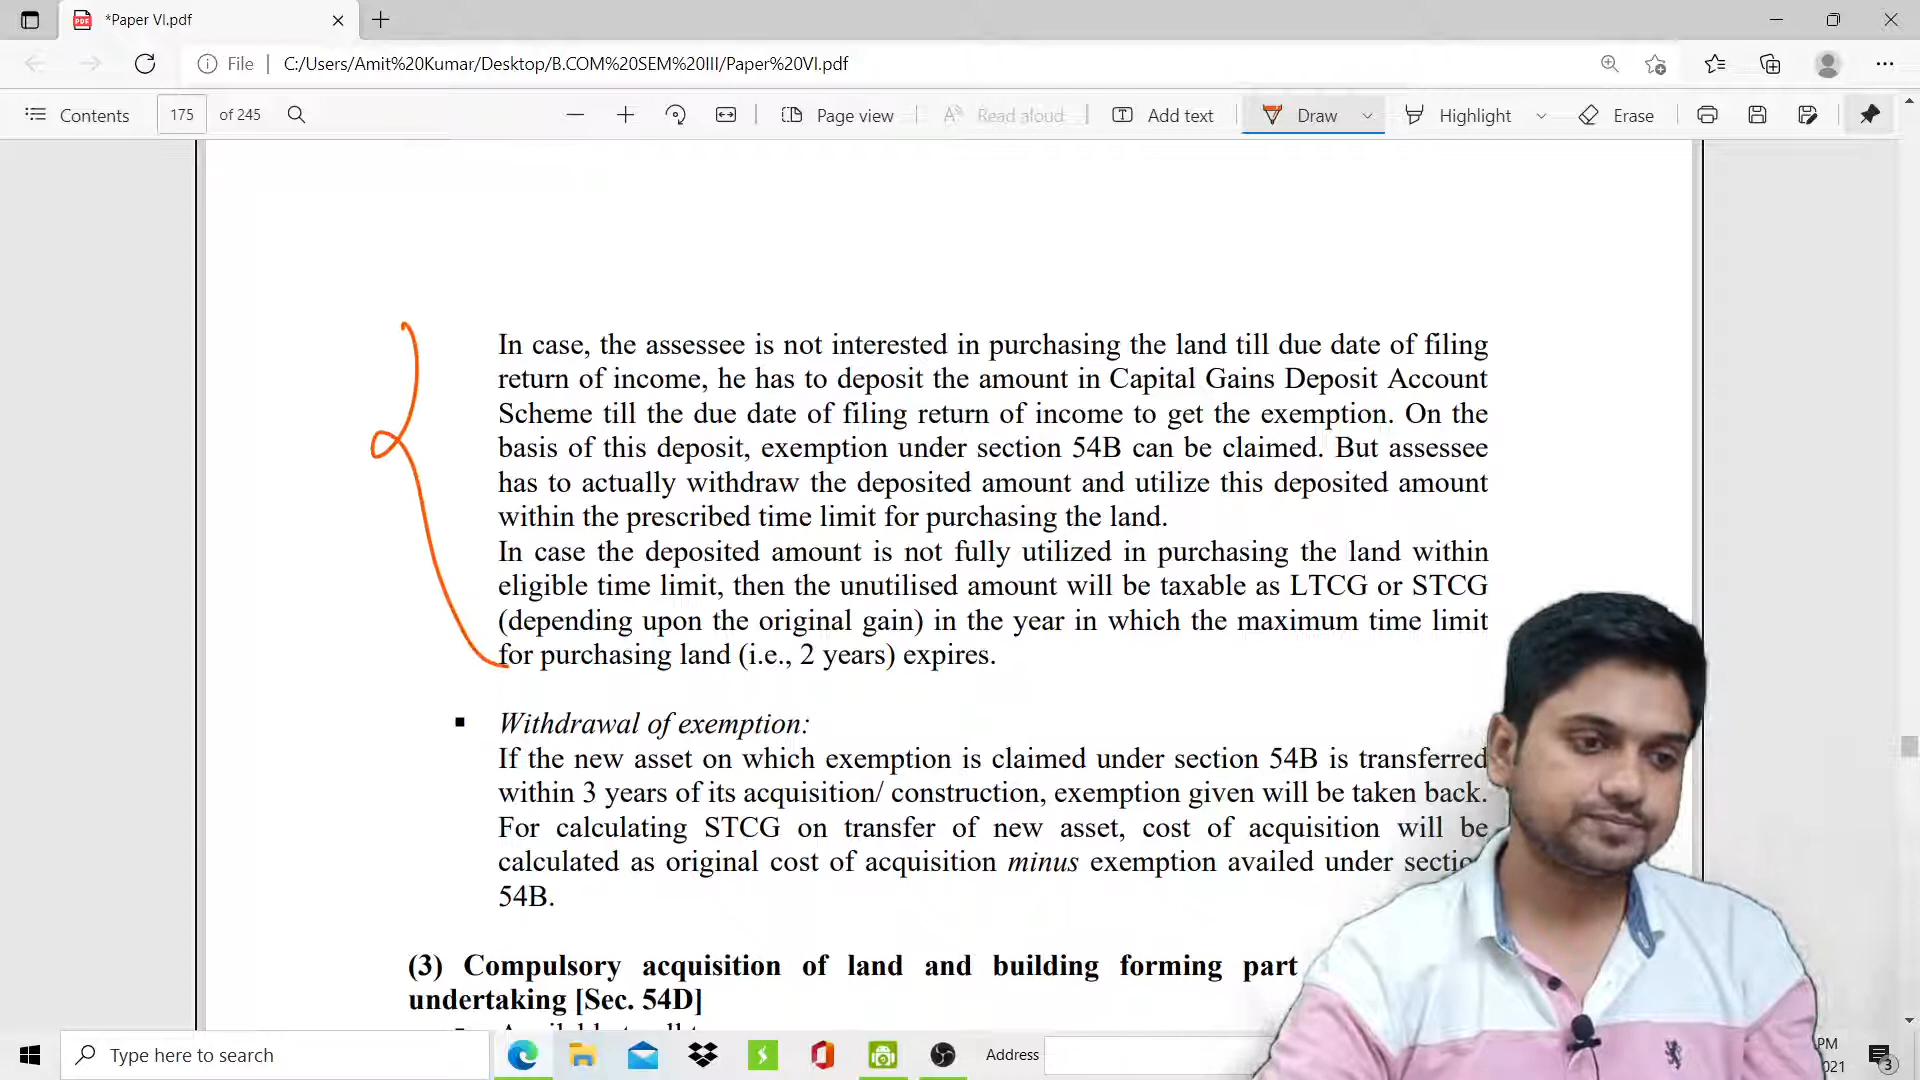 *Paper VI.pdf
File
C:/Users/Amit%20Kumar/Desktop/B.COM%20SEM%20III/Paper%20VI.pdf
Contents
175
of 245
Page view
Read aloud
Add text
Draw
Highlight
Erase
In case, the assessee is not interested in purchasing the land till due date of filing
return of income, he has to deposit the amount in Capital Gains Deposit Account
Scheme till the due date of filing return of income to get the exemption. On the
basis of this deposit, exemption under section 54B can be claimed. But assessee
has to actually withdraw the deposited amount and utilize this deposited amount
within the prescribed time limit for purchasing the land.
In case the deposited amount is not fully utilized in purchasing the land within
eligible time limit, then the unutilised amount will be taxable as LTCG or STCG
(depending upon the original gain) in the year in which the maximum time limit
for purchasing land (i.e., 2 years) expires.
▪ Withdrawal of exemption:
If the new asset on which exemption is claimed under section 54B is transferred
within 3 years of its acquisition/ construction, exemption given will be taken back.
For calculating STCG on transfer of new asset, cost of acquisition will be
calculated as original cost of acquisition minus exemption availed under sectio
54B.
(3) Compulsory acquisition of land and building forming part
undertaking [Sec. 54D]
Type here to search
Address
PM
021
3